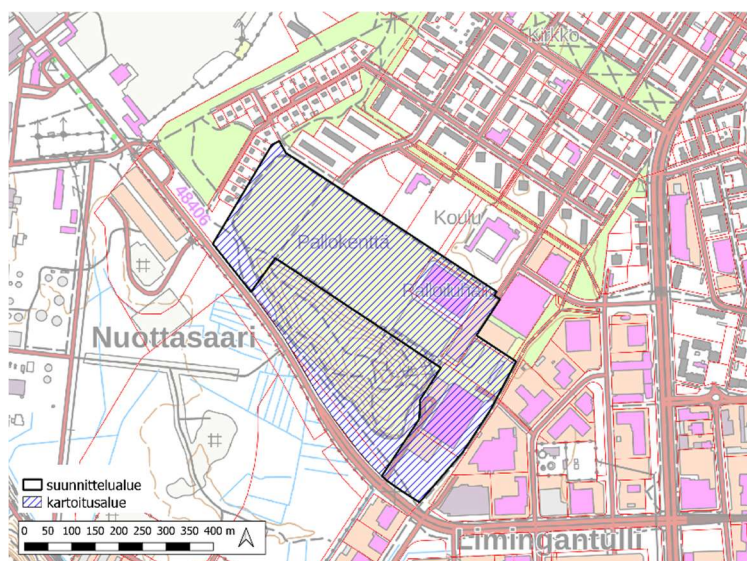 Kirkko
48406
Koulu
Pallokenttä
Palloiluhalli
Nuottasaari
suunnittelualue
kartoitusalue
0 50 100 150 200 250 300 350 400 m
Limingantulli